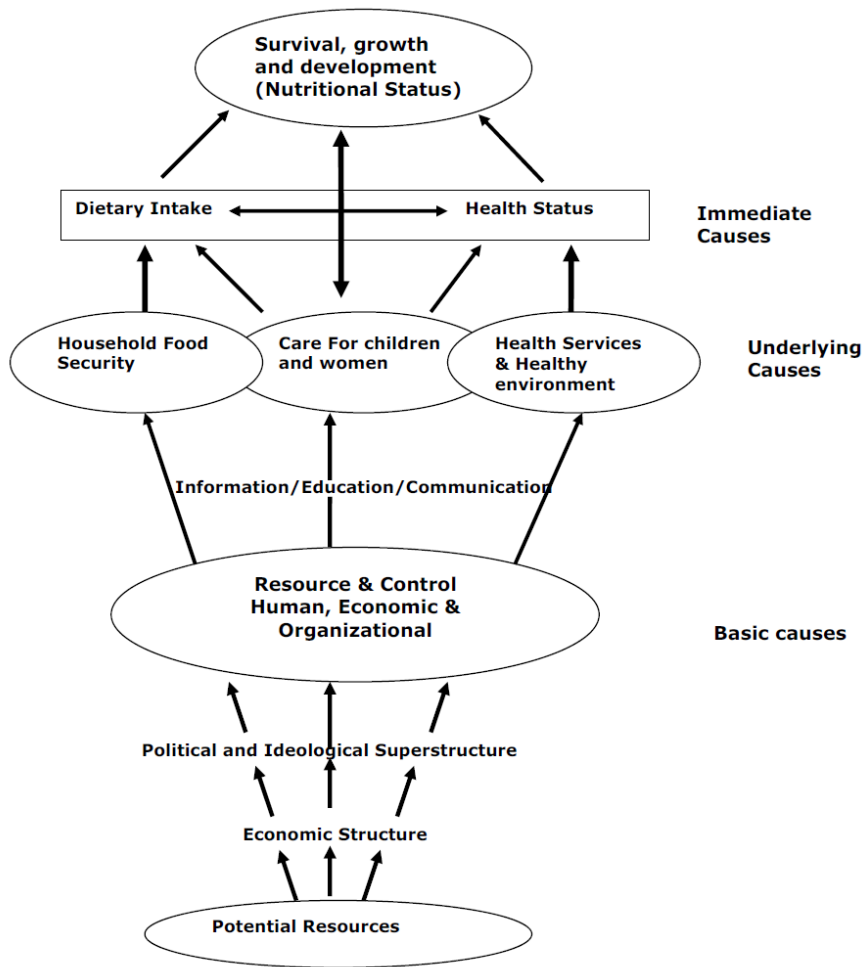 Survival, growth
and development
(Nutritional Status)
Dietary Intake
Health Status
Immediate
Causes
Household Food
Security
Care For children
and women
Health Services
& Healthy
environment
Underlying
Causes
Information/Education/Communication
Resource & Control
Human, Economic &
Organizational
Basic causes
Political and Ideological Superstructure
Economic Structure
Potential Resources